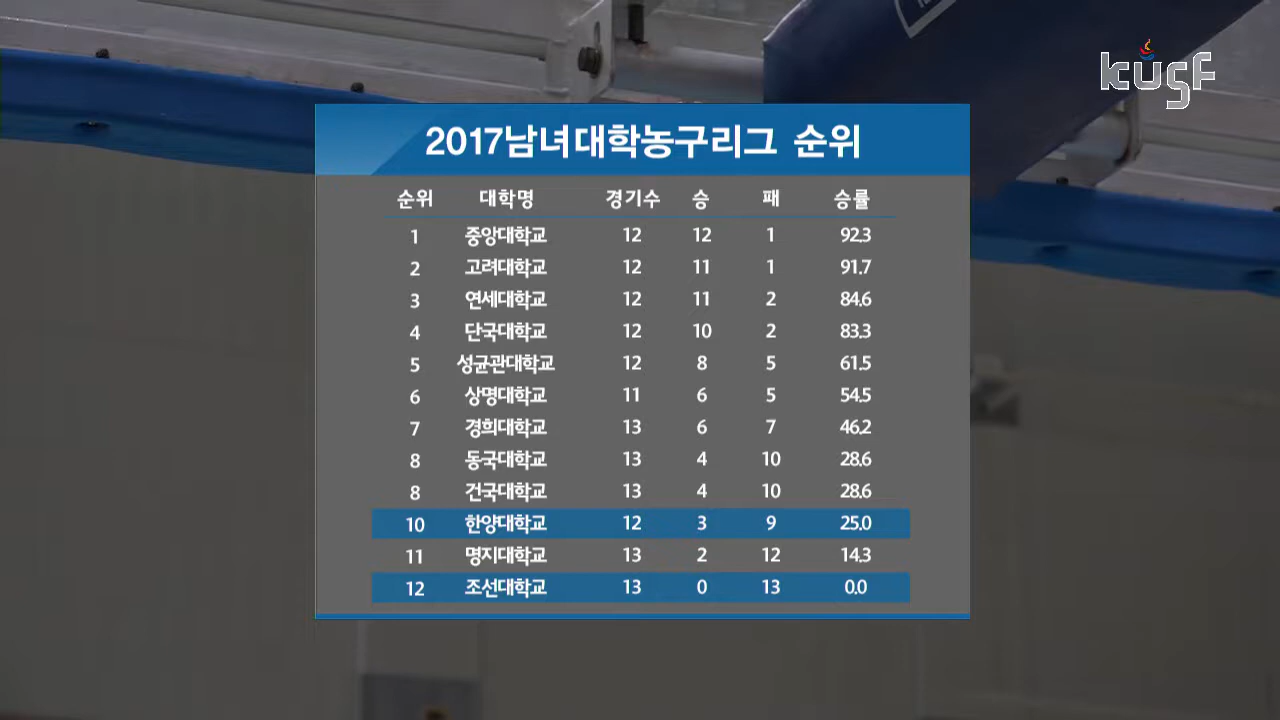 kusf
2017남녀대학농구리그 순위
순위 대학명 경기수 승 패 승률
1 중앙대학교 12 12 1 92.3
2 고려대학교 12 11 1 91.7
3 연세대학교 12 11 2 84.6
4 단국대학교 12 10 2 83.3
5 성균관대학교 12 8 5 61.5
6 상명대학교 11 6 5 54.5
7 경희대학교 13 6 7 46.2
8 동국대학교 13 4 10 28.6
8 건국대학교 13 4 10 28.6
10 한양대학교 12 3 9 25.0
11 명지대학교 13 2 12 14.3
12 조선대학교 13 0 13 0.0